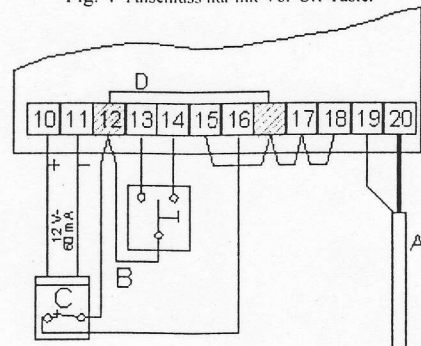 Fig. 4 Anschluss nur mit Vor-Ort-Taster
D
10 11 12 13 14 15 16 17 18 19 20
+ −
12 V-
60 mA
B
A
C
+